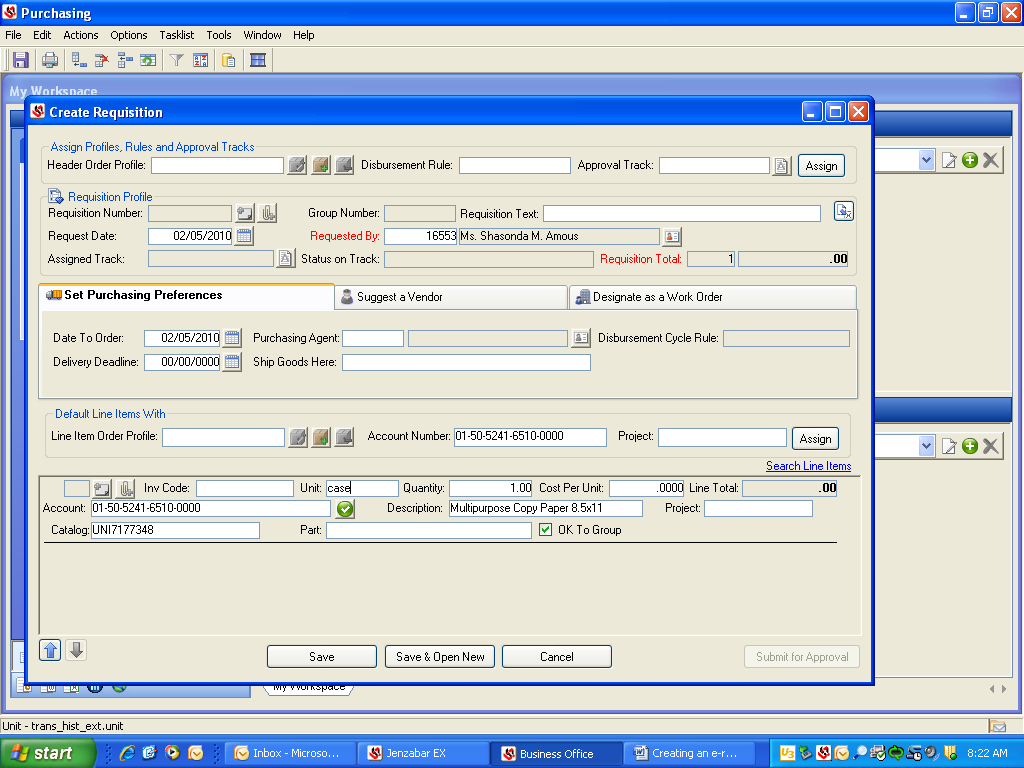 Purchasing
File Edit Actions Options Tasklist Tools Window Help
My Workspace
Create Requisition
Assign Profiles, Rules and Approval Tracks
Header Order Profile: Disbursement Rule: Approval Track: Assign
Requisition Profile
Requisition Number: Group Number: Requisition Text:
Request Date: 02/05/2010 Requested By: 16553 Ms. Shasonda M. Amous
Assigned Track: Status on Track: Requisition Total: 1 .00
Set Purchasing Preferences Suggest a Vendor Designate as a Work Order
Date To Order: 02/05/2010 Purchasing Agent: Disbursement Cycle Rule:
Delivery Deadline: 00/00/0000 Ship Goods Here:
Default Line Items With
Line Item Order Profile: Account Number: 01-50-5241-6510-0000 Project: Assign
Search Line Items
Inv Code: Unit: case Quantity: 1.00 Cost Per Unit: .0000 Line Total: .00
Account: 01-50-5241-6510-0000 Description: Multipurpose Copy Paper 8.5x11 Project:
Catalog: UNI7177348 Part: OK To Group
Save Save & Open New Cancel Submit for Approval
My Workspace
Unit - trans_hist_ext.unit
start Inbox - Microso... Jenzabar EX Business Office Creating an e-r... 8:22 AM